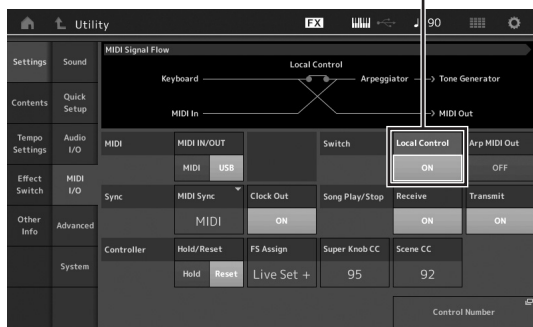 Utility FX ♩ 90
Settings Sound
MIDI Signal Flow
Local Control
Keyboard Arpeggiator Tone Generator
MIDI In MIDI Out
Contents Quick Setup
Tempo Settings Audio I/O
MIDI MIDI IN/OUT Switch Local Control Arp MIDI Out
MIDI USB ON OFF
Effect Switch MIDI I/O
Sync MIDI Sync Clock Out Song Play/Stop Receive Transmit
MIDI ON ON ON
Other Info Advanced
Controller Hold/Reset FS Assign Super Knob CC Scene CC
System Hold Reset Live Set + 95 92
Control Number